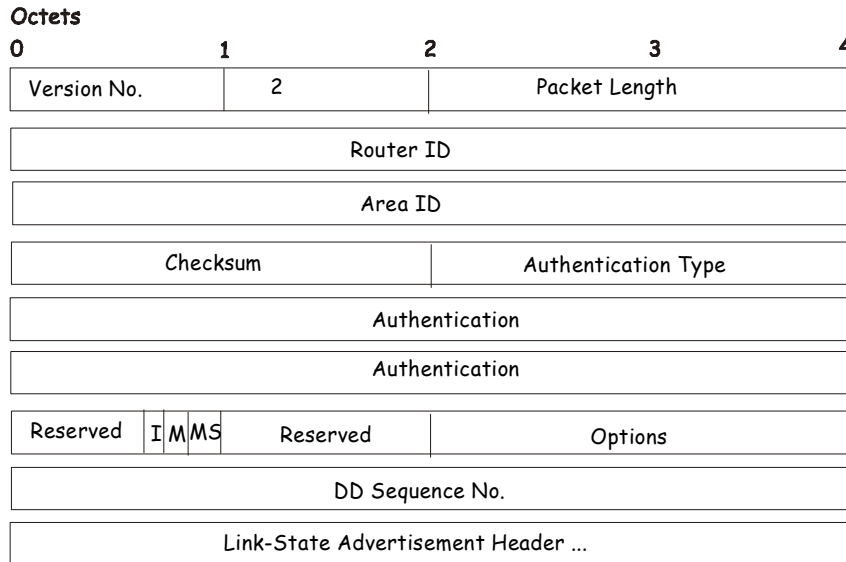 Octets
0 1 2 3 4
Version No. 2 Packet Length
Router ID
Area ID
Checksum Authentication Type
Authentication
Authentication
Reserved I M MS Reserved Options
DD Sequence No.
Link-State Advertisement Header ...